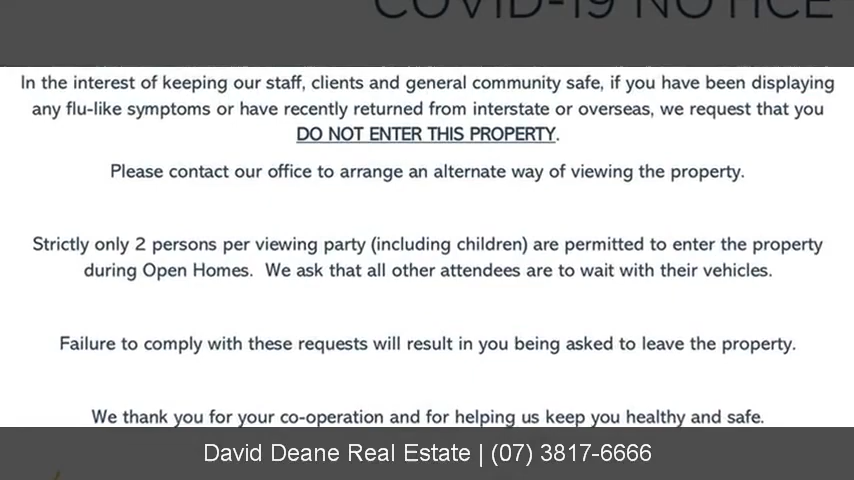 COVID-19 NOTICE
In the interest of keeping our staff, clients and general community safe, if you have been displaying
any flu-like symptoms or have recently returned from interstate or overseas, we request that you
DO NOT ENTER THIS PROPERTY.
Please contact our office to arrange an alternate way of viewing the property.
Strictly only 2 persons per viewing party (including children) are permitted to enter the property
during Open Homes.  We ask that all other attendees are to wait with their vehicles.
Failure to comply with these requests will result in you being asked to leave the property.
We thank you for your co-operation and for helping us keep you healthy and safe.
David Deane Real Estate | (07) 3817-6666